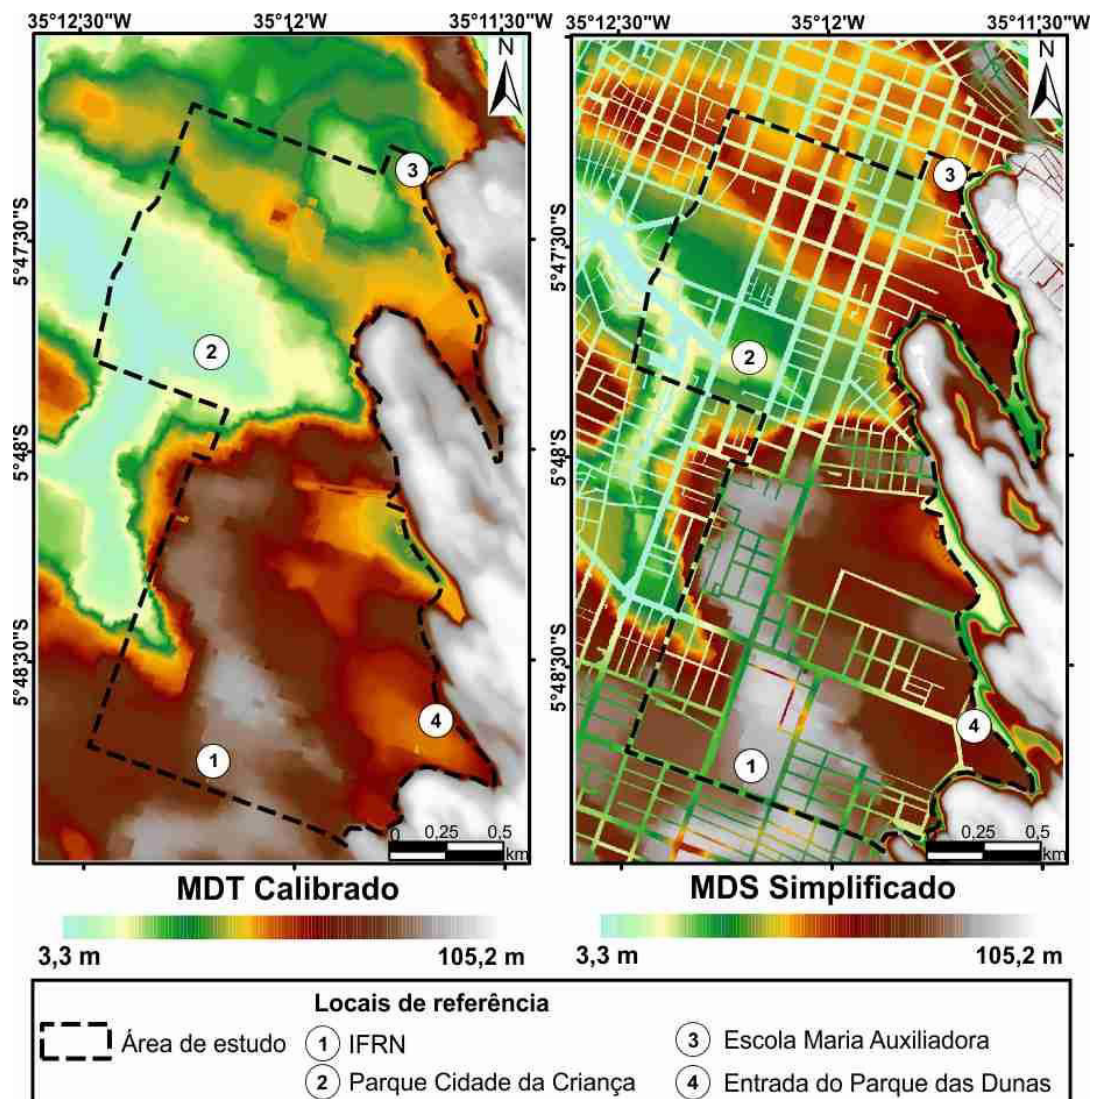 35°12'30"W 35°12'W 35°11'30"W
35°12'30"W 35°12'W 35°11'30"W
N
N
5°47'30"S
5°48'S
5°48'30"S
5°47'30"S
5°48'S
5°48'30"S
3
2
1
4
3
2
1
4
0 0,25 0,5
km
0 0,25 0,5
km
MDT Calibrado
3,3 m 105,2 m
MDS Simplificado
3,3 m 105,2 m
Locais de referência
Área de estudo
1 IFRN
2 Parque Cidade da Criança
3 Escola Maria Auxiliadora
4 Entrada do Parque das Dunas